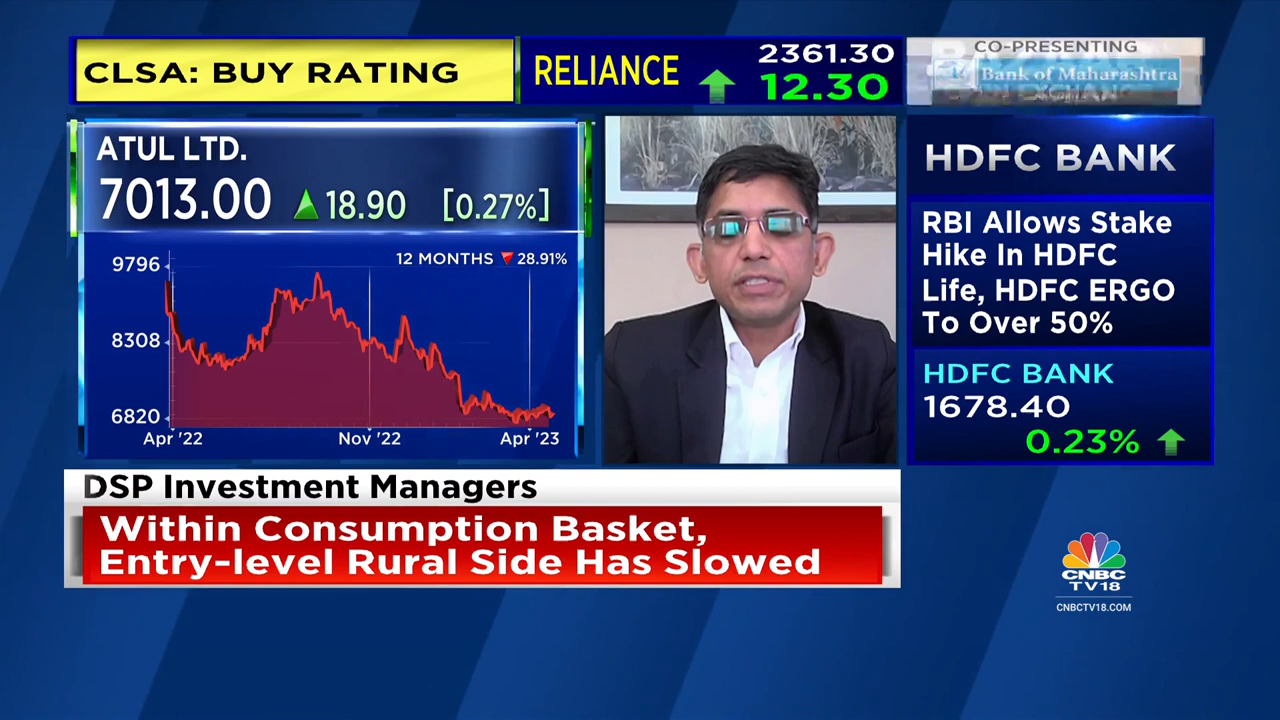 CLSA: BUY RATING
RELIANCE
2361.30
12.30
CO-PRESENTING
Bank of Maharashtra
ATUL LTD.
7013.00 18.90 [0.27%]
12 MONTHS 28.91%
9796
8308
6820
Apr '22 Nov '22 Apr '23
HDFC BANK
RBI Allows Stake
Hike In HDFC
Life, HDFC ERGO
To Over 50%
HDFC BANK
1678.40
0.23%
DSP Investment Managers
Within Consumption Basket,
Entry-level Rural Side Has Slowed
CNBC
TV18
CNBCTV18.COM